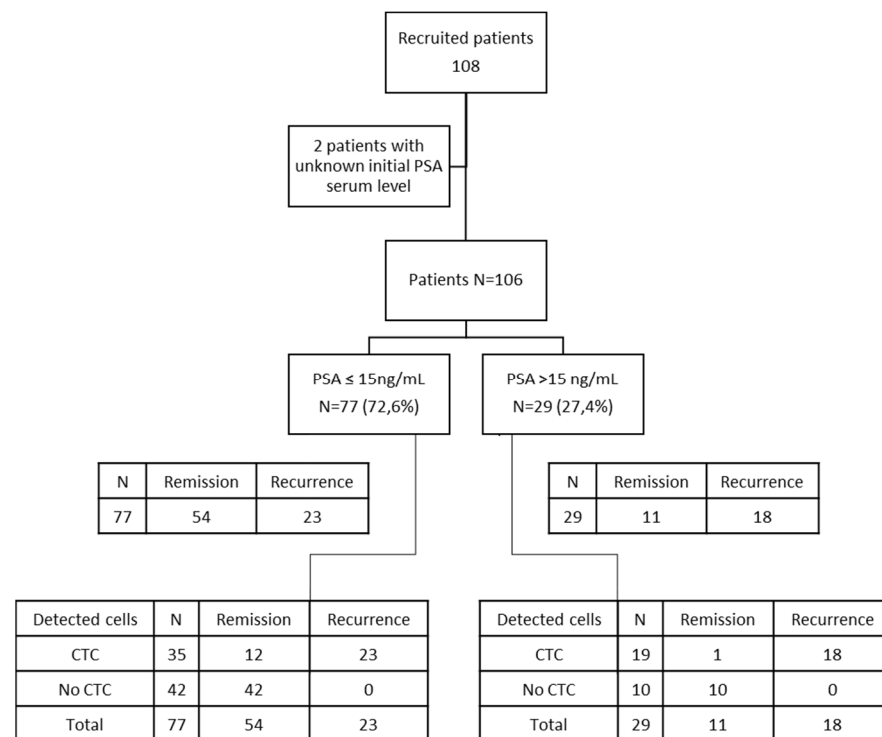 Recruited patients
108
2 patients with
unknown initial PSA
serum level
Patients N=106
PSA ≤ 15ng/mL
N=77 (72,6%)
PSA >15 ng/mL
N=29 (27,4%)
N Remission Recurrence
77 54 23
N Remission Recurrence
29 11 18
Detected cells N Remission Recurrence
CTC 35 12 23
No CTC 42 42 0
Total 77 54 23
Detected cells N Remission Recurrence
CTC 19 1 18
No CTC 10 10 0
Total 29 11 18